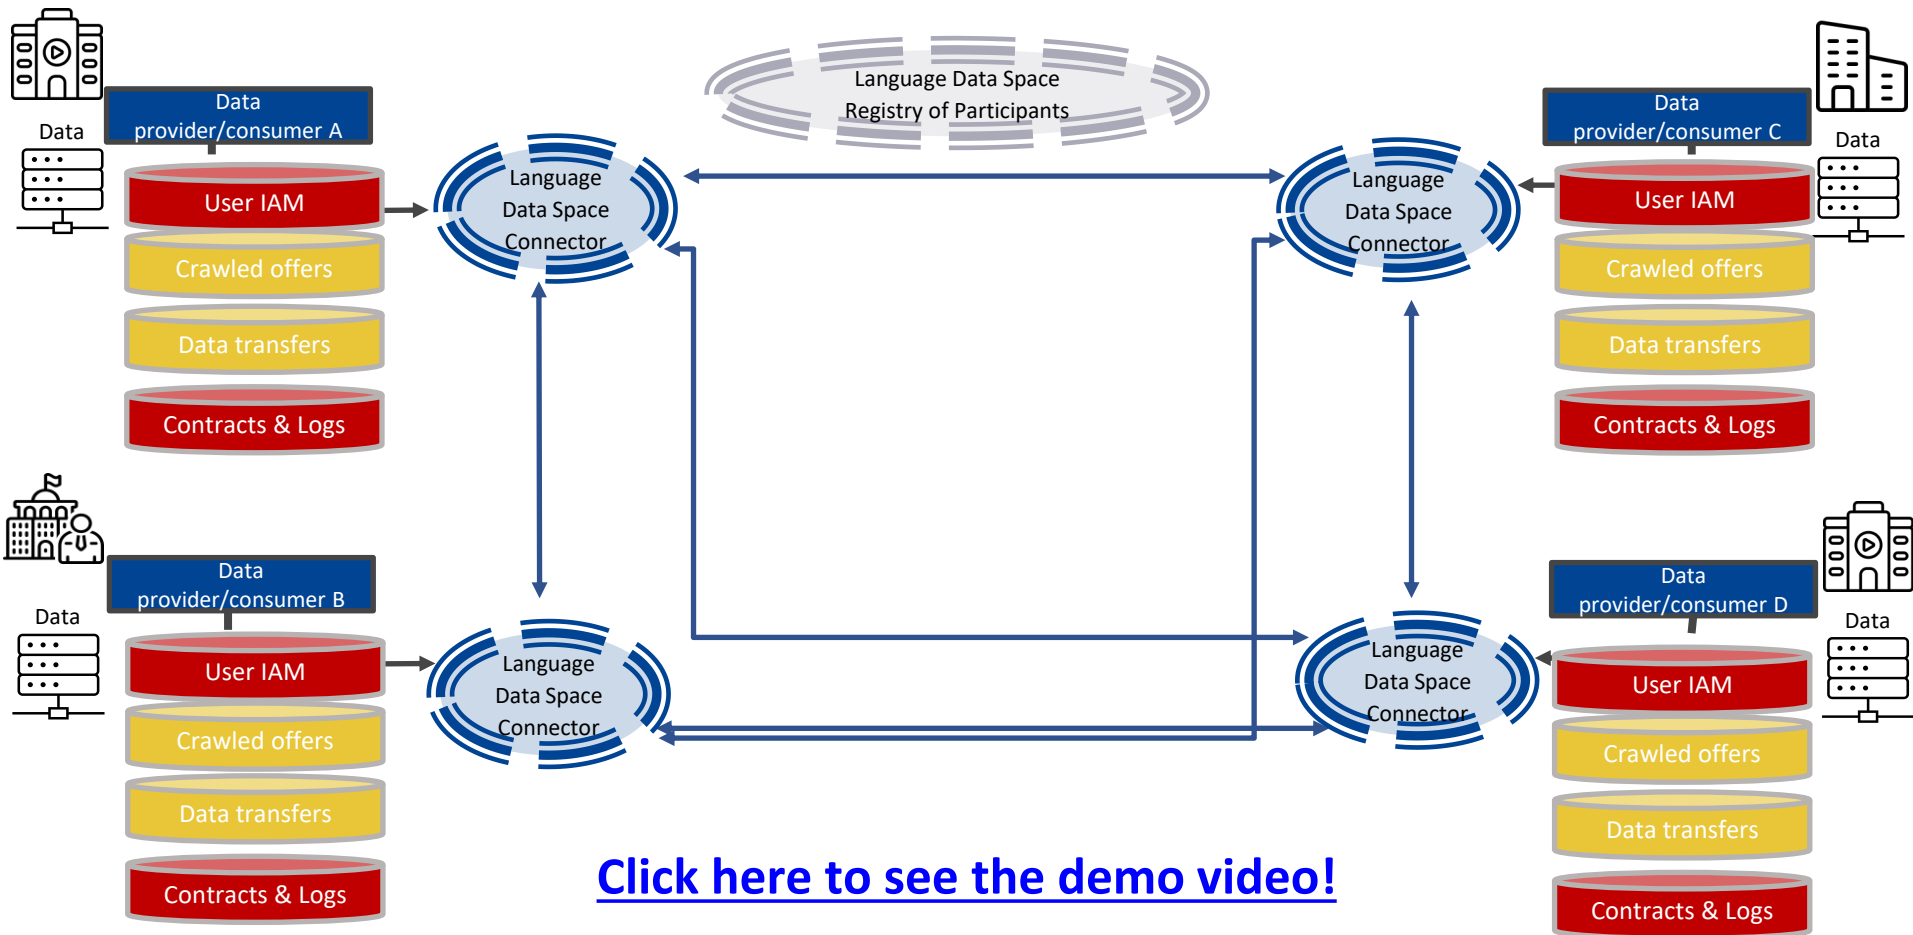 Language Data Space
Registry of Participants
Data
provider/consumer A
Data
User IAM
Crawled offers
Data transfers
Contracts & Logs
Language
Data Space
Connector
Language
Data Space
Connector
Data
provider/consumer C
Data
User IAM
Crawled offers
Data transfers
Contracts & Logs
Data
provider/consumer B
Data
User IAM
Crawled offers
Data transfers
Contracts & Logs
Language
Data Space
Connector
Language
Data Space
Connector
Data
provider/consumer D
Data
User IAM
Crawled offers
Data transfers
Contracts & Logs
Click here to see the demo video!